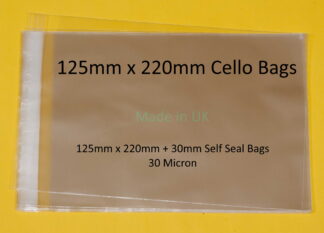 125mm x 220mm Cello Bags
Made in UK
125mm x 220mm + 30mm Self Seal Bags
30 Micron